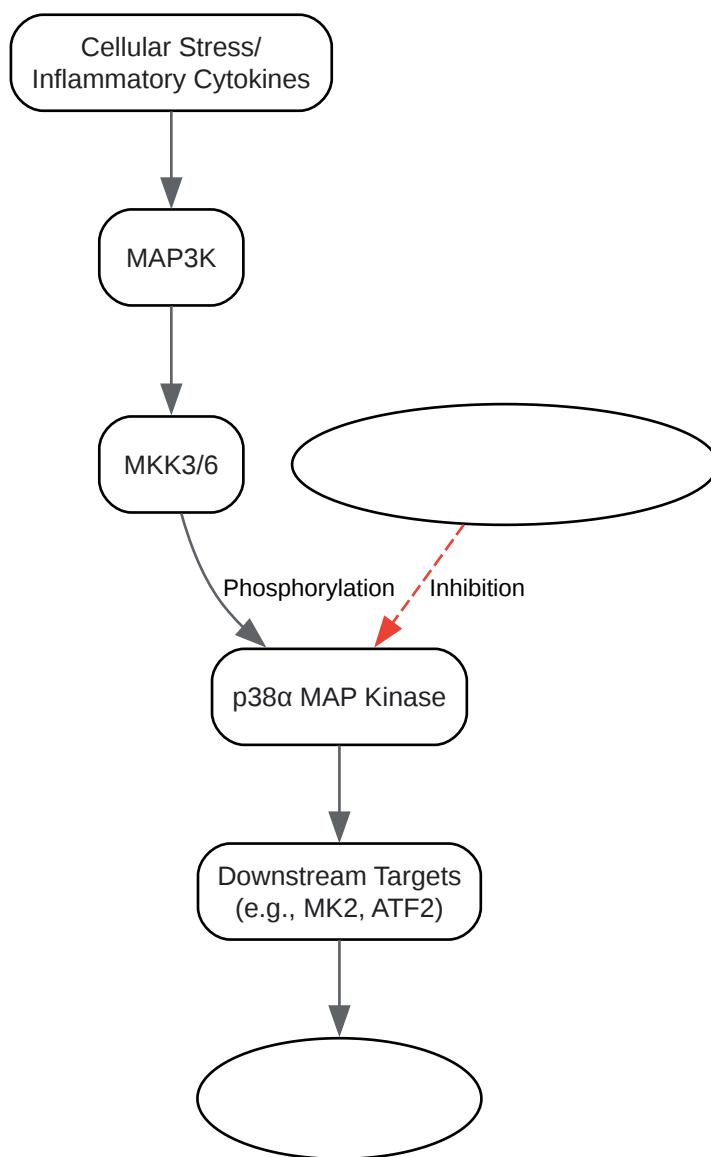 Cellular Stress/
Inflammatory Cytokines
MAP3K
MKK3/6
Phosphorylation
Inhibition
p38α MAP Kinase
Downstream Targets
(e.g., MK2, ATF2)